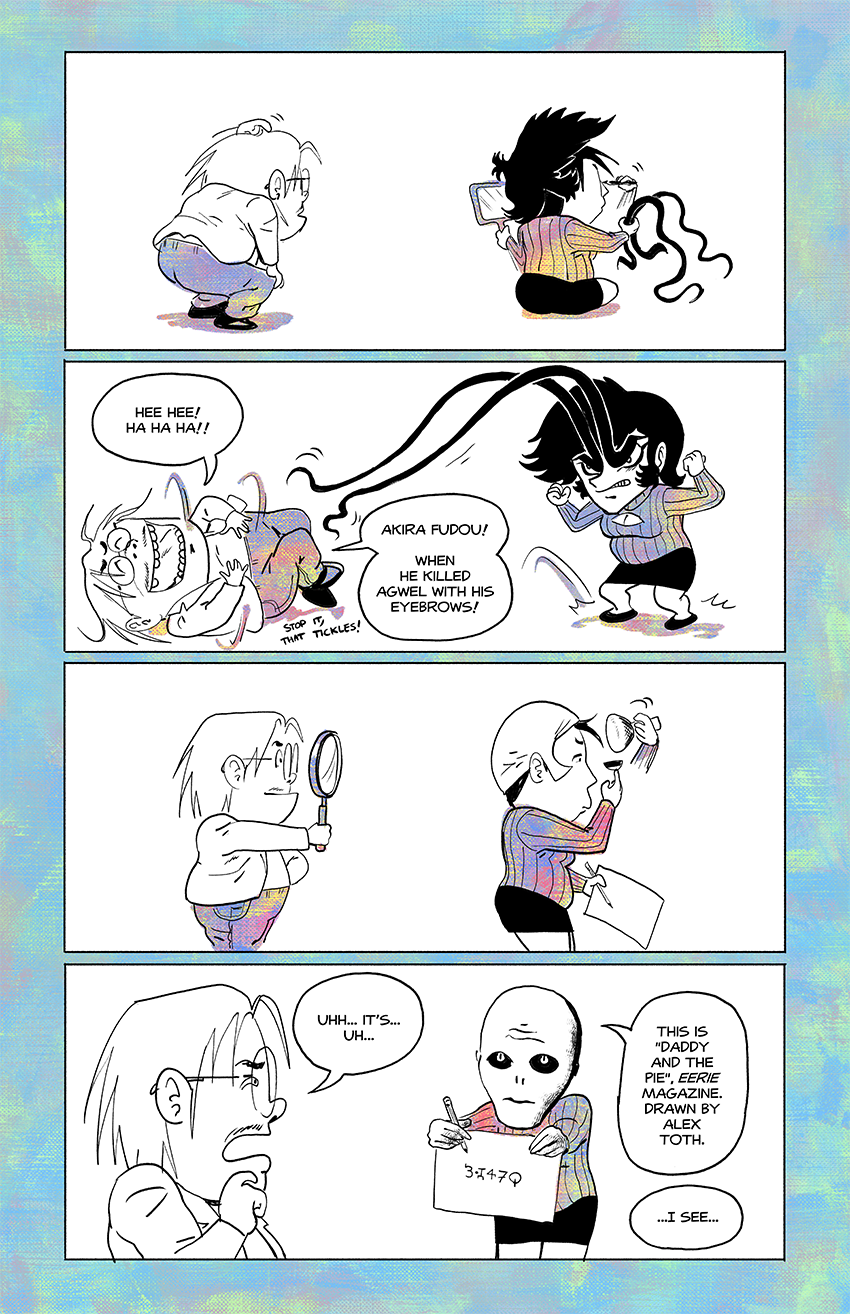 HEE HEE!
HA HA HA!!
AKIRA FUDOU!
WHEN
HE KILLED
AGWEL WITH HIS
EYEBROWS!
STOP IT,
THAT TICKLES!
UHH... IT'S...
UH...
THIS IS
"DADDY
AND THE
PIE", EERIE
MAGAZINE.
DRAWN BY
ALEX
TOTH.
...I SEE...